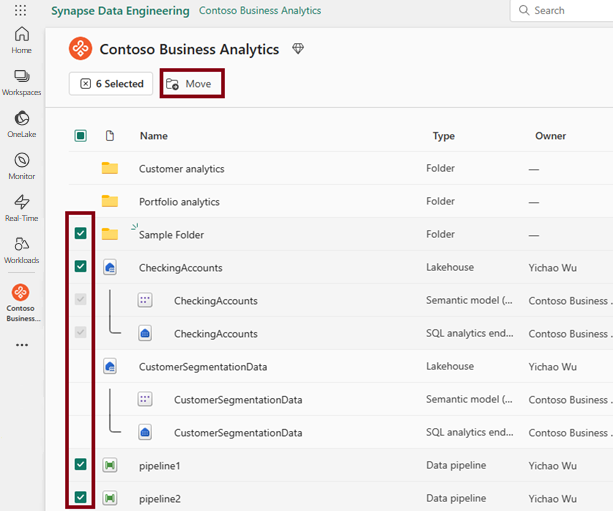 Synapse Data Engineering Contoso Business Analytics Search
Home
Workspaces
OneLake
Monitor
Real-Time
Workloads
Contoso
Business...
Contoso Business Analytics
6 Selected Move
Name Type Owner
Customer analytics Folder —
Portfolio analytics Folder —
Sample Folder Folder —
CheckingAccounts Lakehouse Yichao Wu
CheckingAccounts Semantic model (... Contoso Business .
CheckingAccounts SQL analytics end... Contoso Business .
CustomerSegmentationData Lakehouse Yichao Wu
CustomerSegmentationData Semantic model (... Contoso Business .
CustomerSegmentationData SQL analytics end... Contoso Business .
pipeline1 Data pipeline Yichao Wu
pipeline2 Data pipeline Yichao Wu